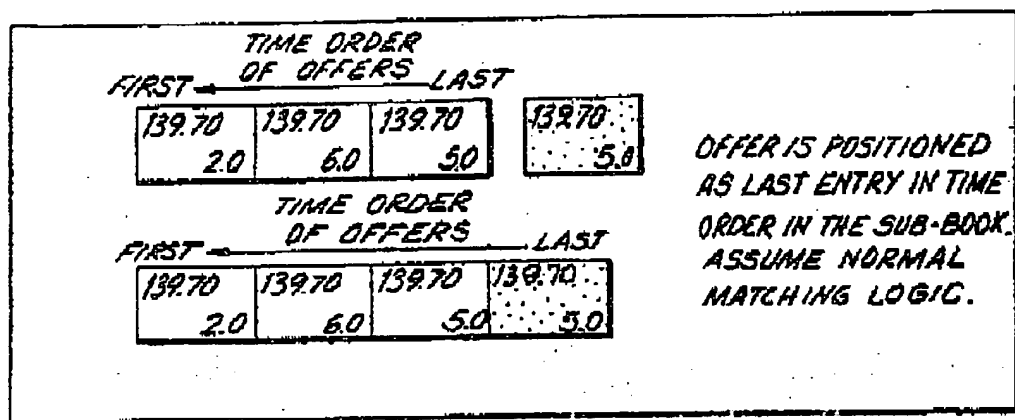 TIME ORDER
OF OFFERS
FIRST LAST
139.70 139.70 139.70 139.70
2.0 6.0 5.0 5.0
TIME ORDER
OF OFFERS
FIRST LAST
139.70 139.70 139.70 139.70
2.0 6.0 5.0 5.0
OFFER IS POSITIONED
AS LAST ENTRY IN TIME
ORDER IN THE SUB-BOOK.
ASSUME NORMAL
MATCHING LOGIC.